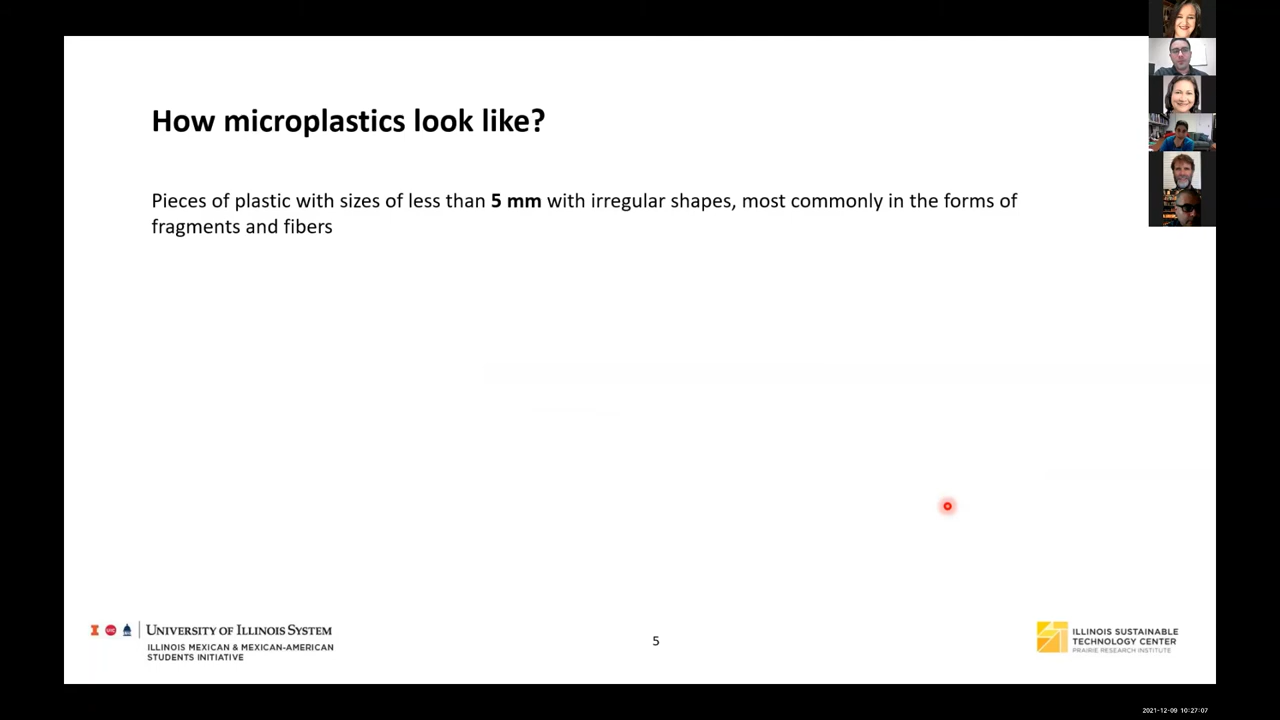 How microplastics look like?
Pieces of plastic with sizes of less than 5 mm with irregular shapes, most commonly in the forms of
fragments and fibers
I UIC UNIVERSITY OF ILLINOIS SYSTEM
ILLINOIS MEXICAN & MEXICAN-AMERICAN
STUDENTS INITIATIVE
5
ILLINOIS SUSTAINABLE
TECHNOLOGY CENTER
PRAIRIE RESEARCH INSTITUTE
2021-12-09 10:27:07